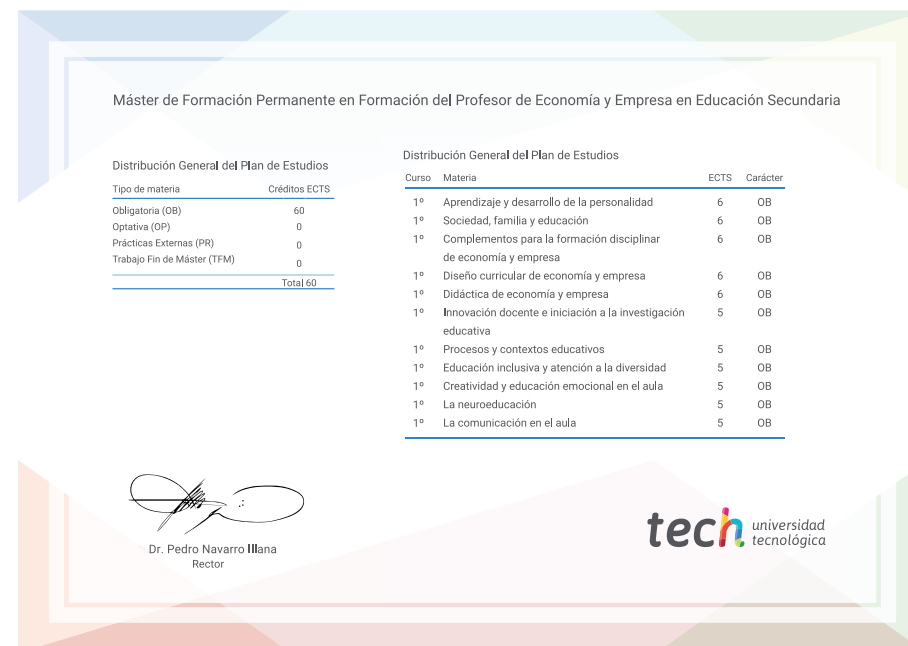 Máster de Formación Permanente en Formación del Profesor de Economía y Empresa en Educación Secundaria
Distribución General del Plan de Estudios
Tipo de materia Créditos ECTS
Obligatoria (OB) 60
Optativa (OP) 0
Prácticas Externas (PR) 0
Trabajo Fin de Máster (TFM) 0
Total 60
Distribución General del Plan de Estudios
Curso Materia ECTS Carácter
1º Aprendizaje y desarrollo de la personalidad 6 OB
1º Sociedad, familia y educación 6 OB
1º Complementos para la formación disciplinar 6 OB
de economía y empresa
1º Diseño curricular de economía y empresa 6 OB
1º Didáctica de economía y empresa 6 OB
1º Innovación docente e iniciación a la investigación 5 OB
educativa
1º Procesos y contextos educativos 5 OB
1º Educación inclusiva y atención a la diversidad 5 OB
1º Creatividad y educación emocional en el aula 5 OB
1º La neuroeducación 5 OB
1º La comunicación en el aula 5 OB
Dr. Pedro Navarro Illana
Rector
tech universidad
tecnológica